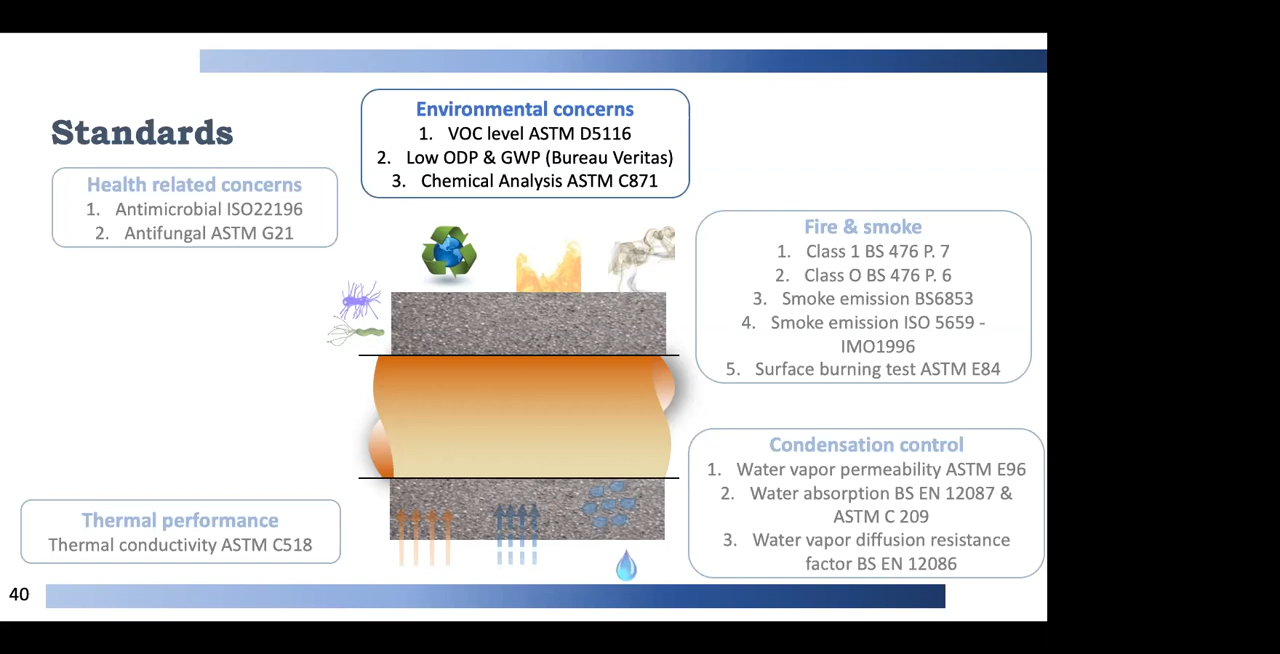 Standards
Environmental concerns
1. VOC level ASTM D5116
2. Low ODP & GWP (Bureau Veritas)
3. Chemical Analysis ASTM C871
Health related concerns
1. Antimicrobial ISO22196
2. Antifungal ASTM G21
Fire & smoke
1. Class 1 BS 476 P. 7
2. Class O BS 476 P. 6
3. Smoke emission BS6853
4. Smoke emission ISO 5659 -
IMO1996
5. Surface burning test ASTM E84
Condensation control
1. Water vapor permeability ASTM E96
2. Water absorption BS EN 12087 &
ASTM C 209
3. Water vapor diffusion resistance
factor BS EN 12086
Thermal performance
Thermal conductivity ASTM C518
40